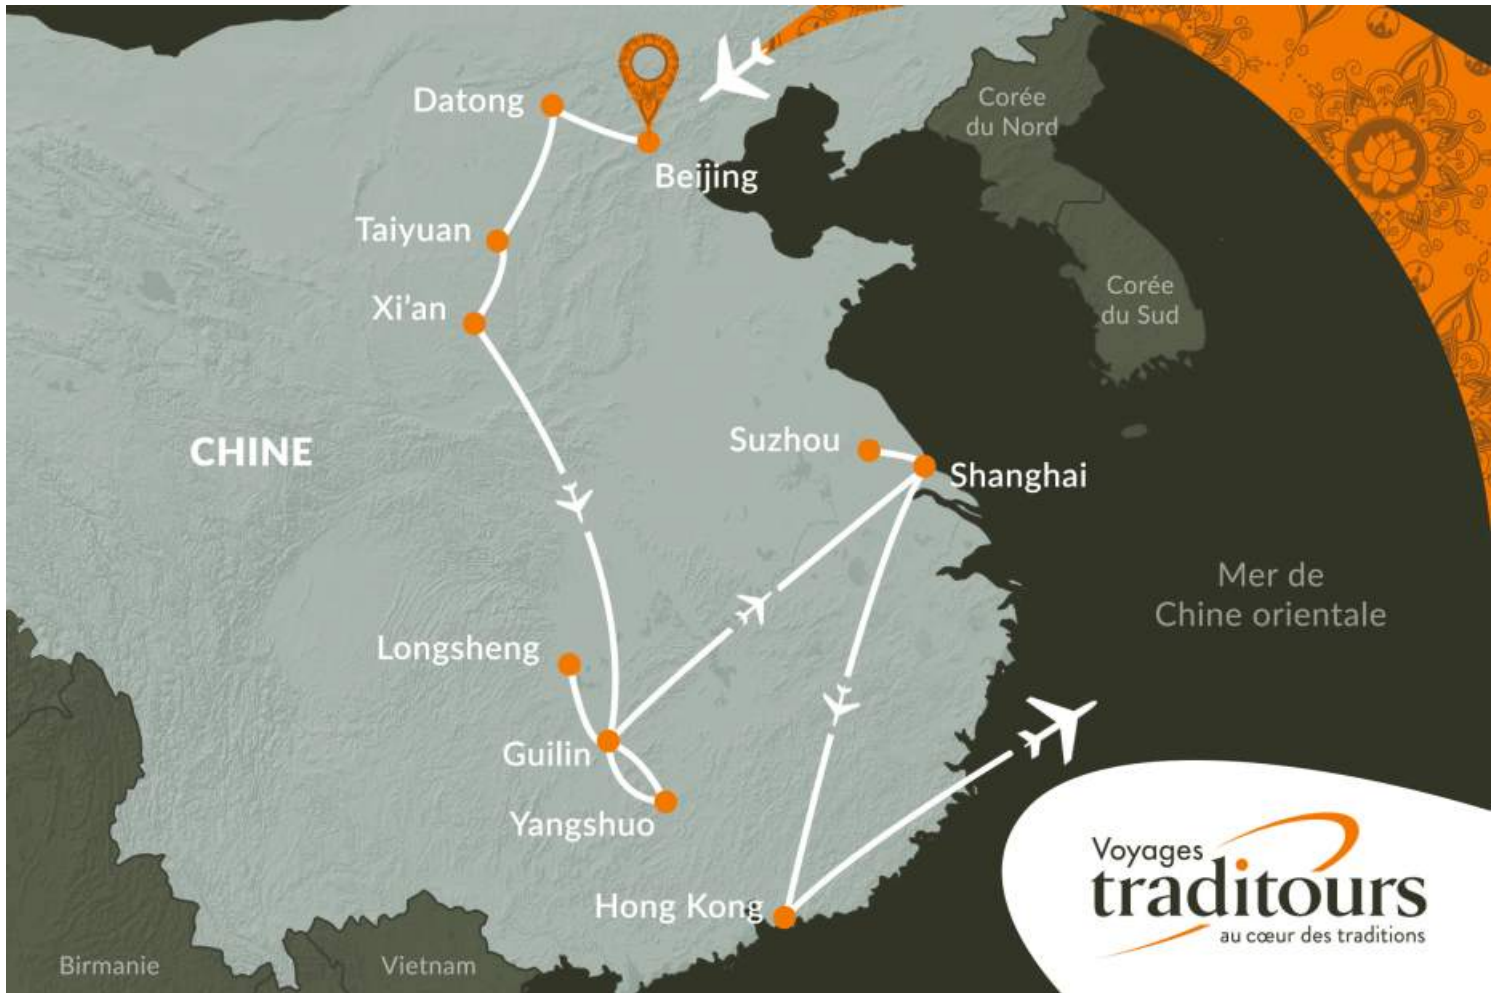 Datong
Beijing
Corée
du Nord
Taiyuan
Xi'an
Corée
du Sud
CHINE
Suzhou
Shanghai
Mer de
Chine orientale
Longsheng
Guilin
Yangshuo
Hong Kong
Birmanie
Vietnam
Voyages
traditours
au cœur des traditions